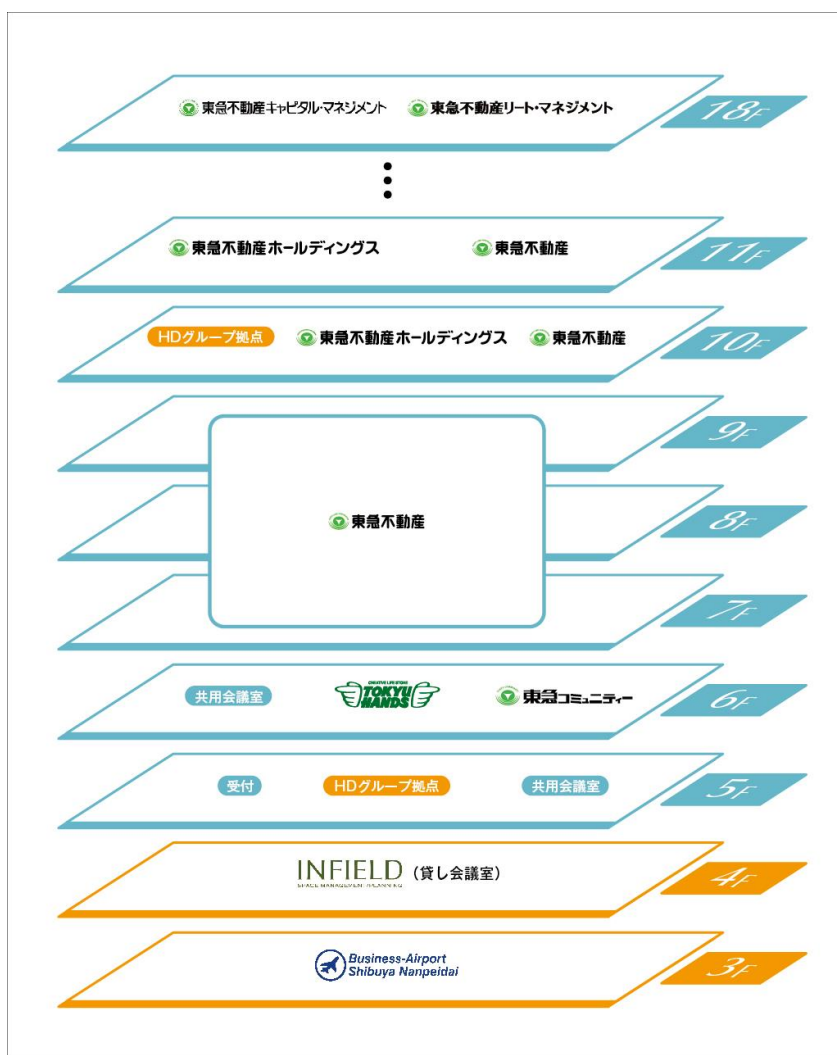 東急不動産キャピタル・マネジメント 東急不動産リート・マネジメント 18F
東急不動産ホールディングス 東急不動産 11F
HDグループ拠点 東急不動産ホールディングス 東急不動産 10F
9F
東急不動産 8F
7F
共用会議室 CREATIVE LIFE STORE TOKYU HANDS 東急コミュニティー 6F
受付 HDグループ拠点 共用会議室 5F
INFIELD (貸し会議室) 4F
SPACE MANAGEMENT & PLANNING
Business-Airport 3F
Shibuya Nanpeidai